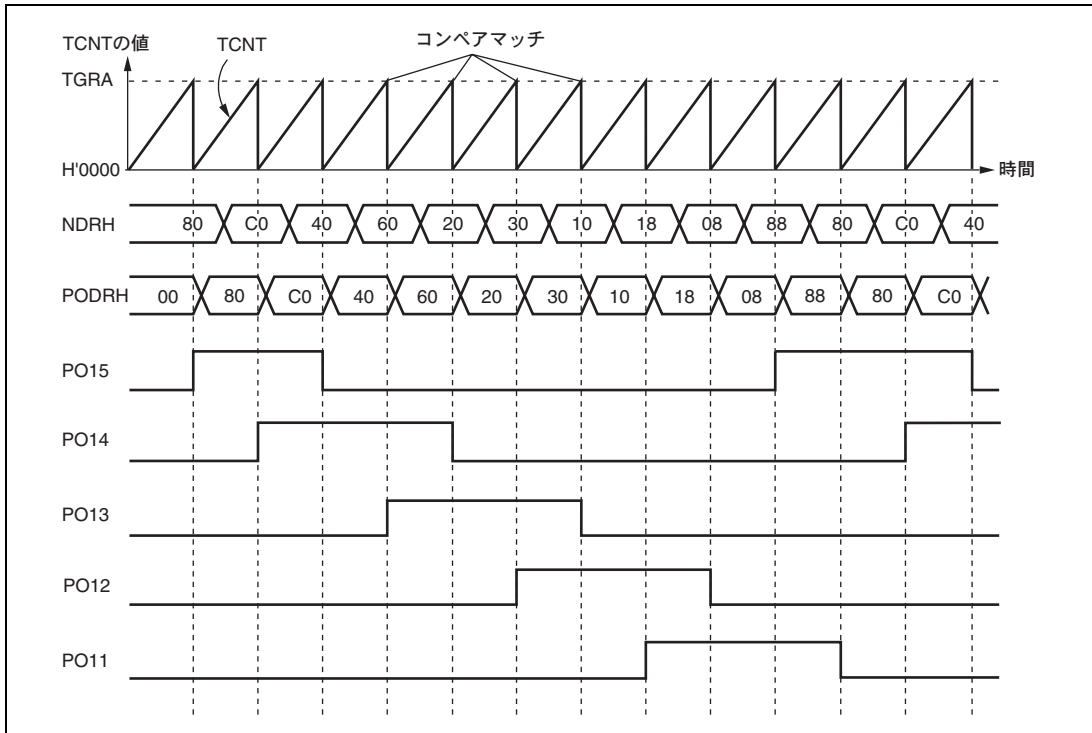 TCNTの値 TCNT コンペアマッチ
TGRA
H'0000 時間
NDRH 80 C0 40 60 20 30 10 18 08 88 80 C0 40
PODRH 00 80 C0 40 60 20 30 10 18 08 88 80 C0
PO15
PO14
PO13
PO12
PO11